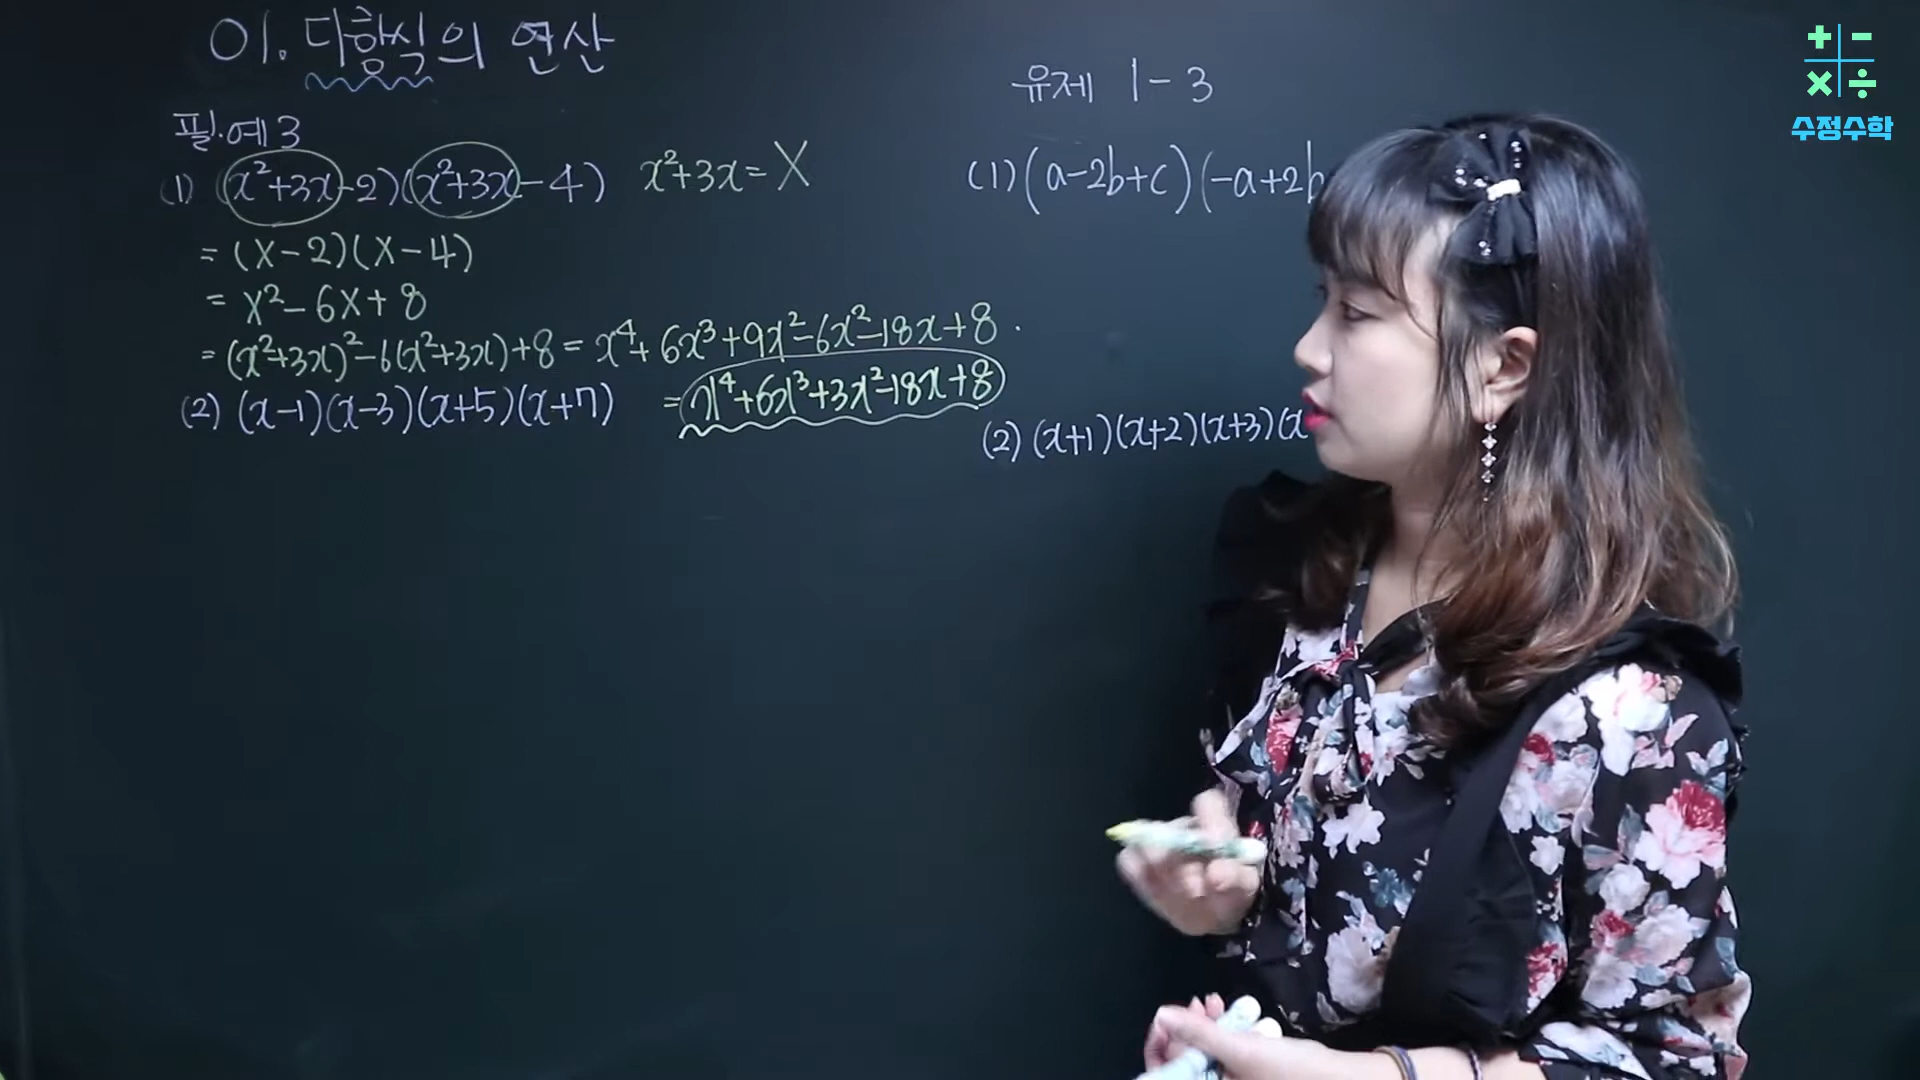 01. 다항식의 연산
필.예3
(1) (x²+3x-2)(x²+3x-4) x²+3x=X
=(X-2)(X-4)
=X²-6X+8
=(x²+3x)²-6(x²+3x)+8=x⁴+6x³+9x²-6x²-18x+8.
=x⁴+6x³+3x²-18x+8
(2) (x-1)(x-3)(x+5)(x+7)
유제 1-3
(1)(a-2b+c)(-a+2b
(2) (x+1)(x+2)(x+3)(x
+ - × ÷
수정수학